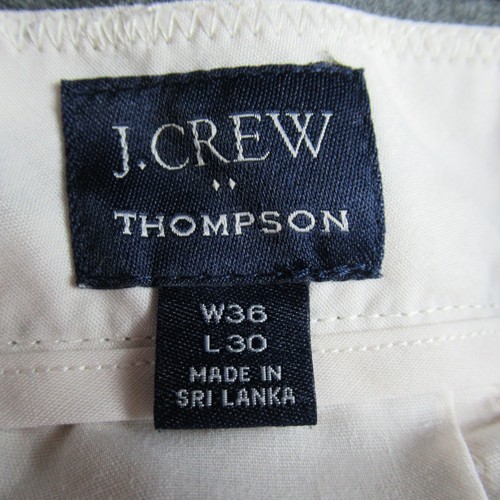 J.CREW
THOMPSON
W36
L30
MADE IN
SRI LANKA